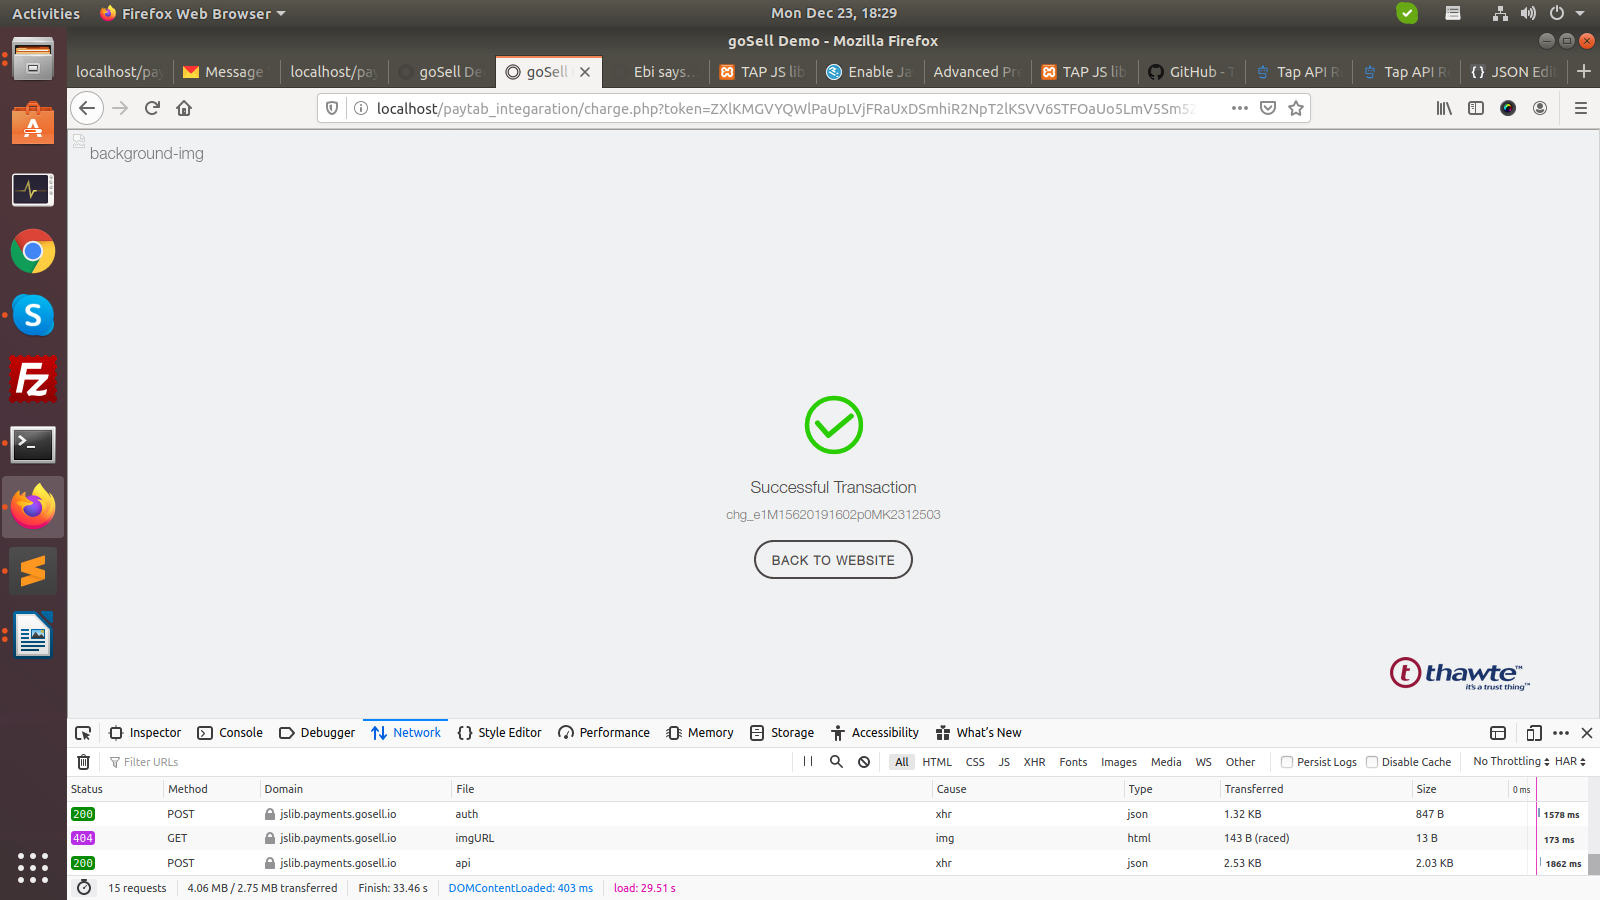 Activities Firefox Web Browser Mon Dec 23, 18:29
goSell Demo - Mozilla Firefox
localhost/pay Message localhost/pay goSell De goSell Ebi says... TAP JS lib Enable Ja Advanced Pr TAP JS lib GitHub - T Tap API R Tap API R JSON Edit
localhost/paytab_integaration/charge.php?token=
background-img
Successful Transaction
chg_e1M15620191602p0MK2312503
BACK TO WEBSITE
thawte™
it's a trust thing™
Inspector Console Debugger Network Style Editor Performance Memory Storage Accessibility What's New
Filter URLs All HTML CSS JS XHR Fonts Images Media WS Other Persist Logs Disable Cache No Throttling HAR
Status Method Domain File Cause Type Transferred Size 0 ms
200 POST jslib.payments.gosell.io auth xhr json 1.32 KB 847 B 1578 ms
404 GET jslib.payments.gosell.io imgURL img html 143 B (raced) 13 B 173 ms
200 POST jslib.payments.gosell.io api xhr json 2.53 KB 2.03 KB 1862 ms
15 requests 4.06 MB / 2.75 MB transferred Finish: 33.46 s DOMContentLoaded: 403 ms load: 29.51 s